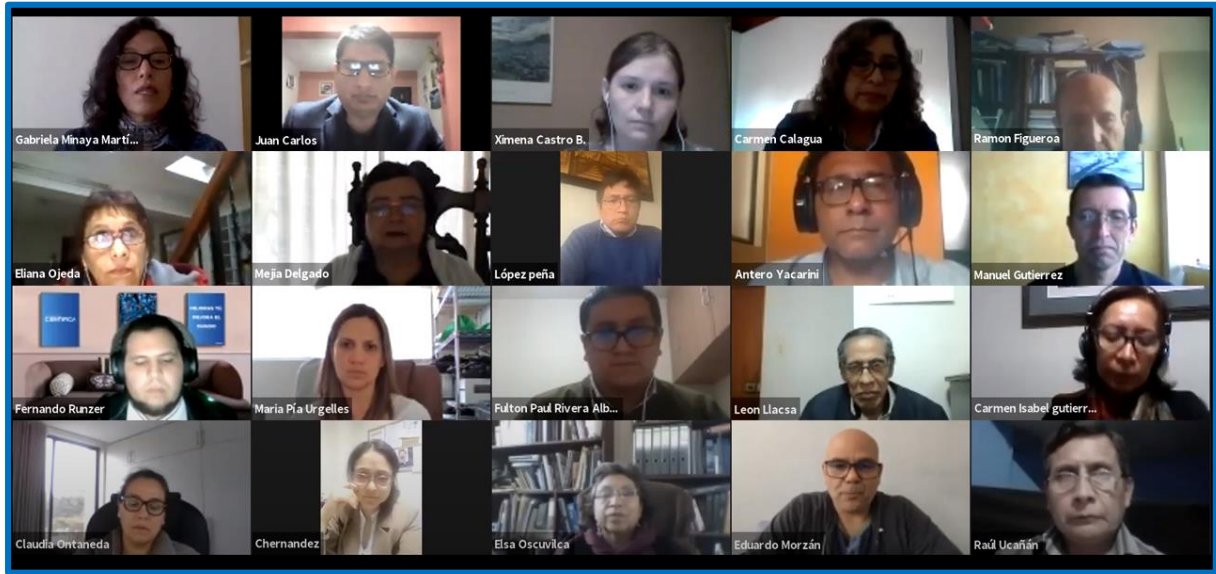 Gabriela Minaya Martí...
Juan Carlos
Ximena Castro B.
Carmen Calagua
Ramon Figueroa
Eliana Ojeda
Mejia Delgado
López peña
Antero Yacarini
Manuel Gutierrez
CIENTÍFICA
Fernando Runzer
Maria Pía Urgelles
Fulton Paul Rivera Alb...
Leon Llacsa
Carmen Isabel gutierr...
Claudia Ontaneda
Chernandez
Elsa Oscuvilca
Eduardo Morzán
Raúl Ucañán